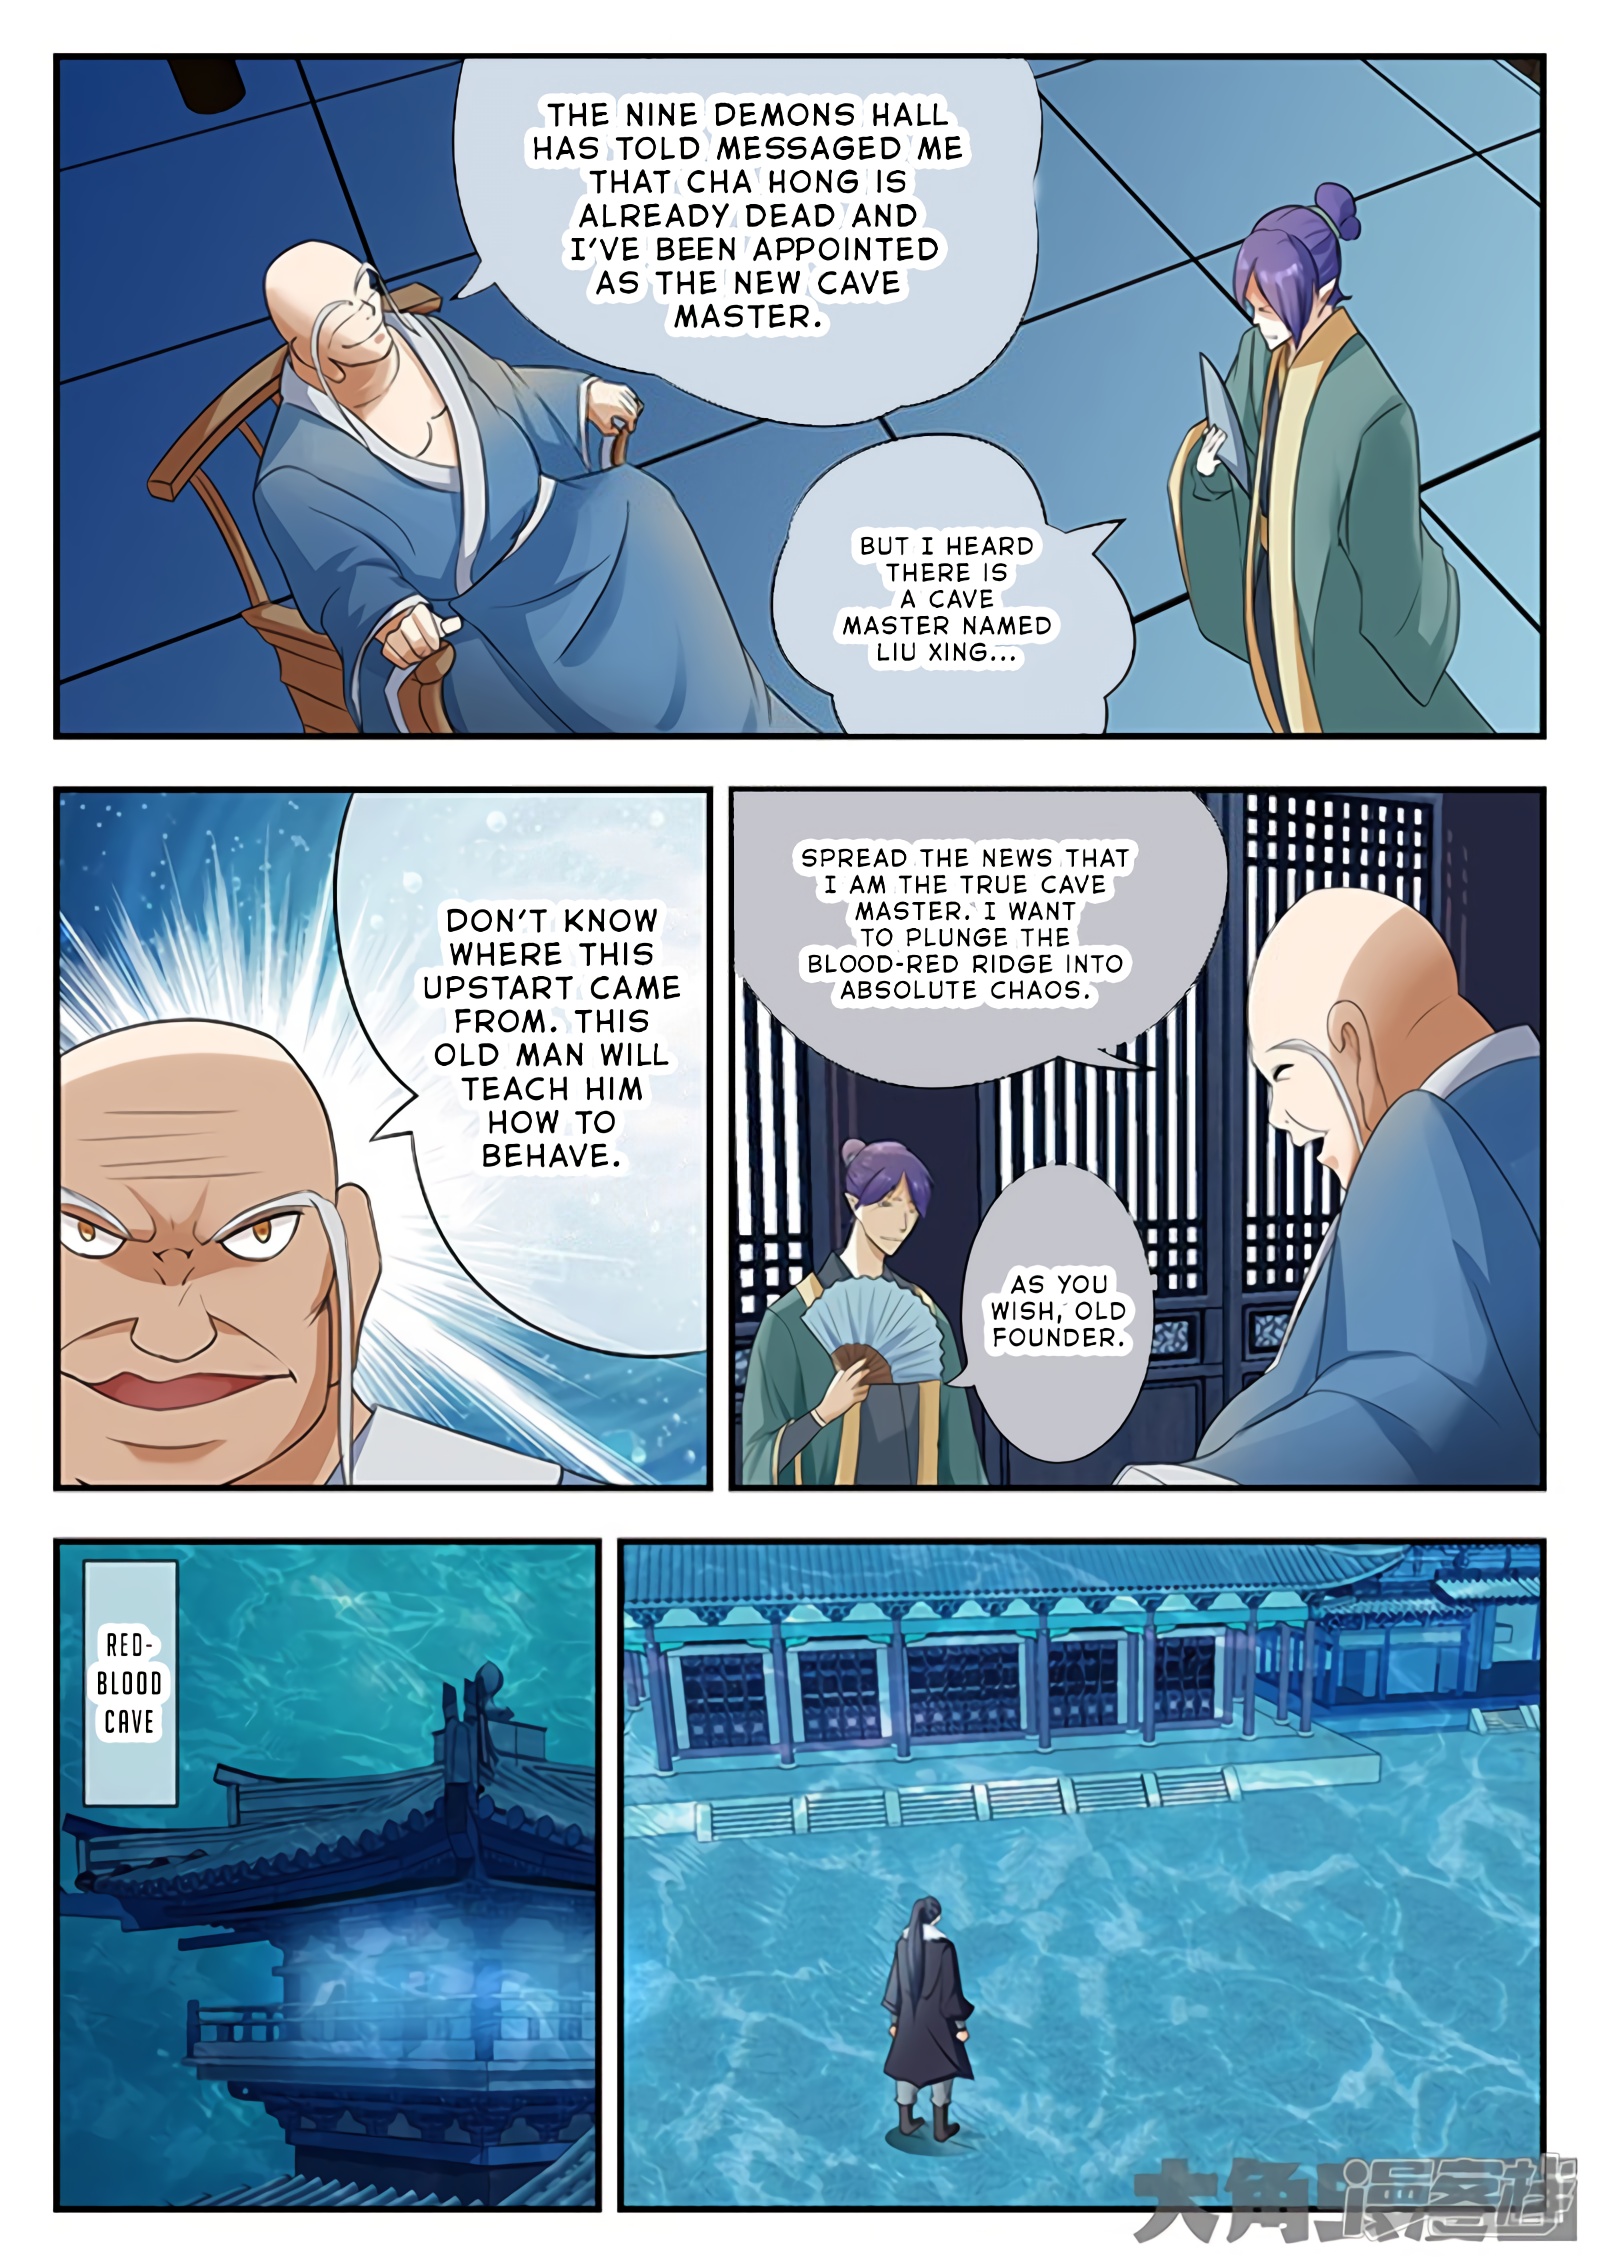 THE NINE DEMONS HALL
HAS TOLD MESSAGED ME
THAT CHA HONG IS
ALREADY DEAD AND
I'VE BEEN APPOINTED
AS THE NEW CAVE
MASTER.
BUT I HEARD
THERE IS
A CAVE
MASTER NAMED
LIU XING...
DON'T KNOW
WHERE THIS
UPSTART CAME
FROM. THIS
OLD MAN WILL
TEACH HIM
HOW TO
BEHAVE.
SPREAD THE NEWS THAT
I AM THE TRUE CAVE
MASTER. I WANT
TO PLUNGE THE
BLOOD-RED RIDGE INTO
ABSOLUTE CHAOS.
AS YOU
WISH, OLD
FOUNDER.
RED-
BLOOD
CAVE